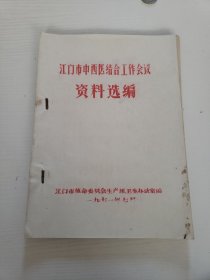 江门市中西医结合工作会议
资料选编
江门市革命委员会生产组卫生办公室编
一九七一年七月